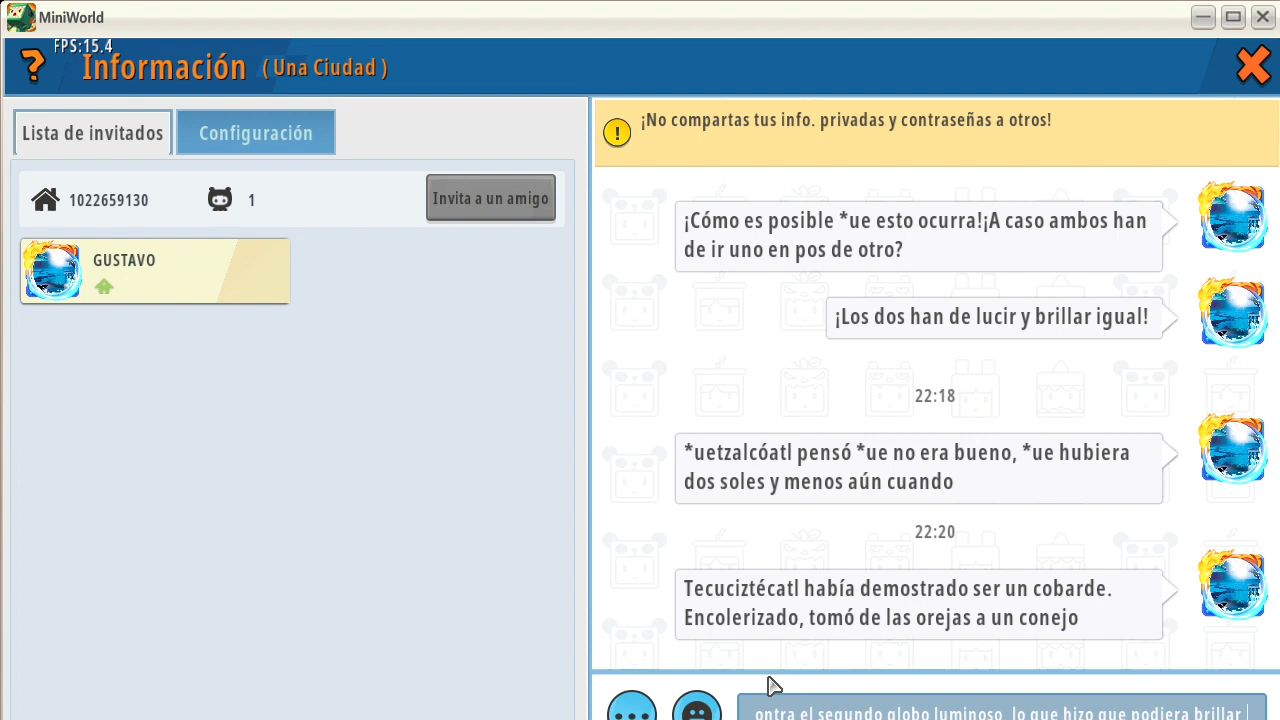 MiniWorld
FPS:15.4
Información ( Una Ciudad )
Lista de invitados
Configuración
1022659130
1
Invita a un amigo
GUSTAVO
¡No compartas tus info. privadas y contraseñas a otros!
¡Cómo es posible *ue esto ocurra!¡A caso ambos han
de ir uno en pos de otro?
¡Los dos han de lucir y brillar igual!
22:18
*uetzalcóatl pensó *ue no era bueno, *ue hubiera
dos soles y menos aún cuando
22:20
Tecuciztécatl había demostrado ser un cobarde.
Encolerizado, tomó de las orejas a un conejo
ontra el segundo globo luminoso, lo que hizo que podiera brillar